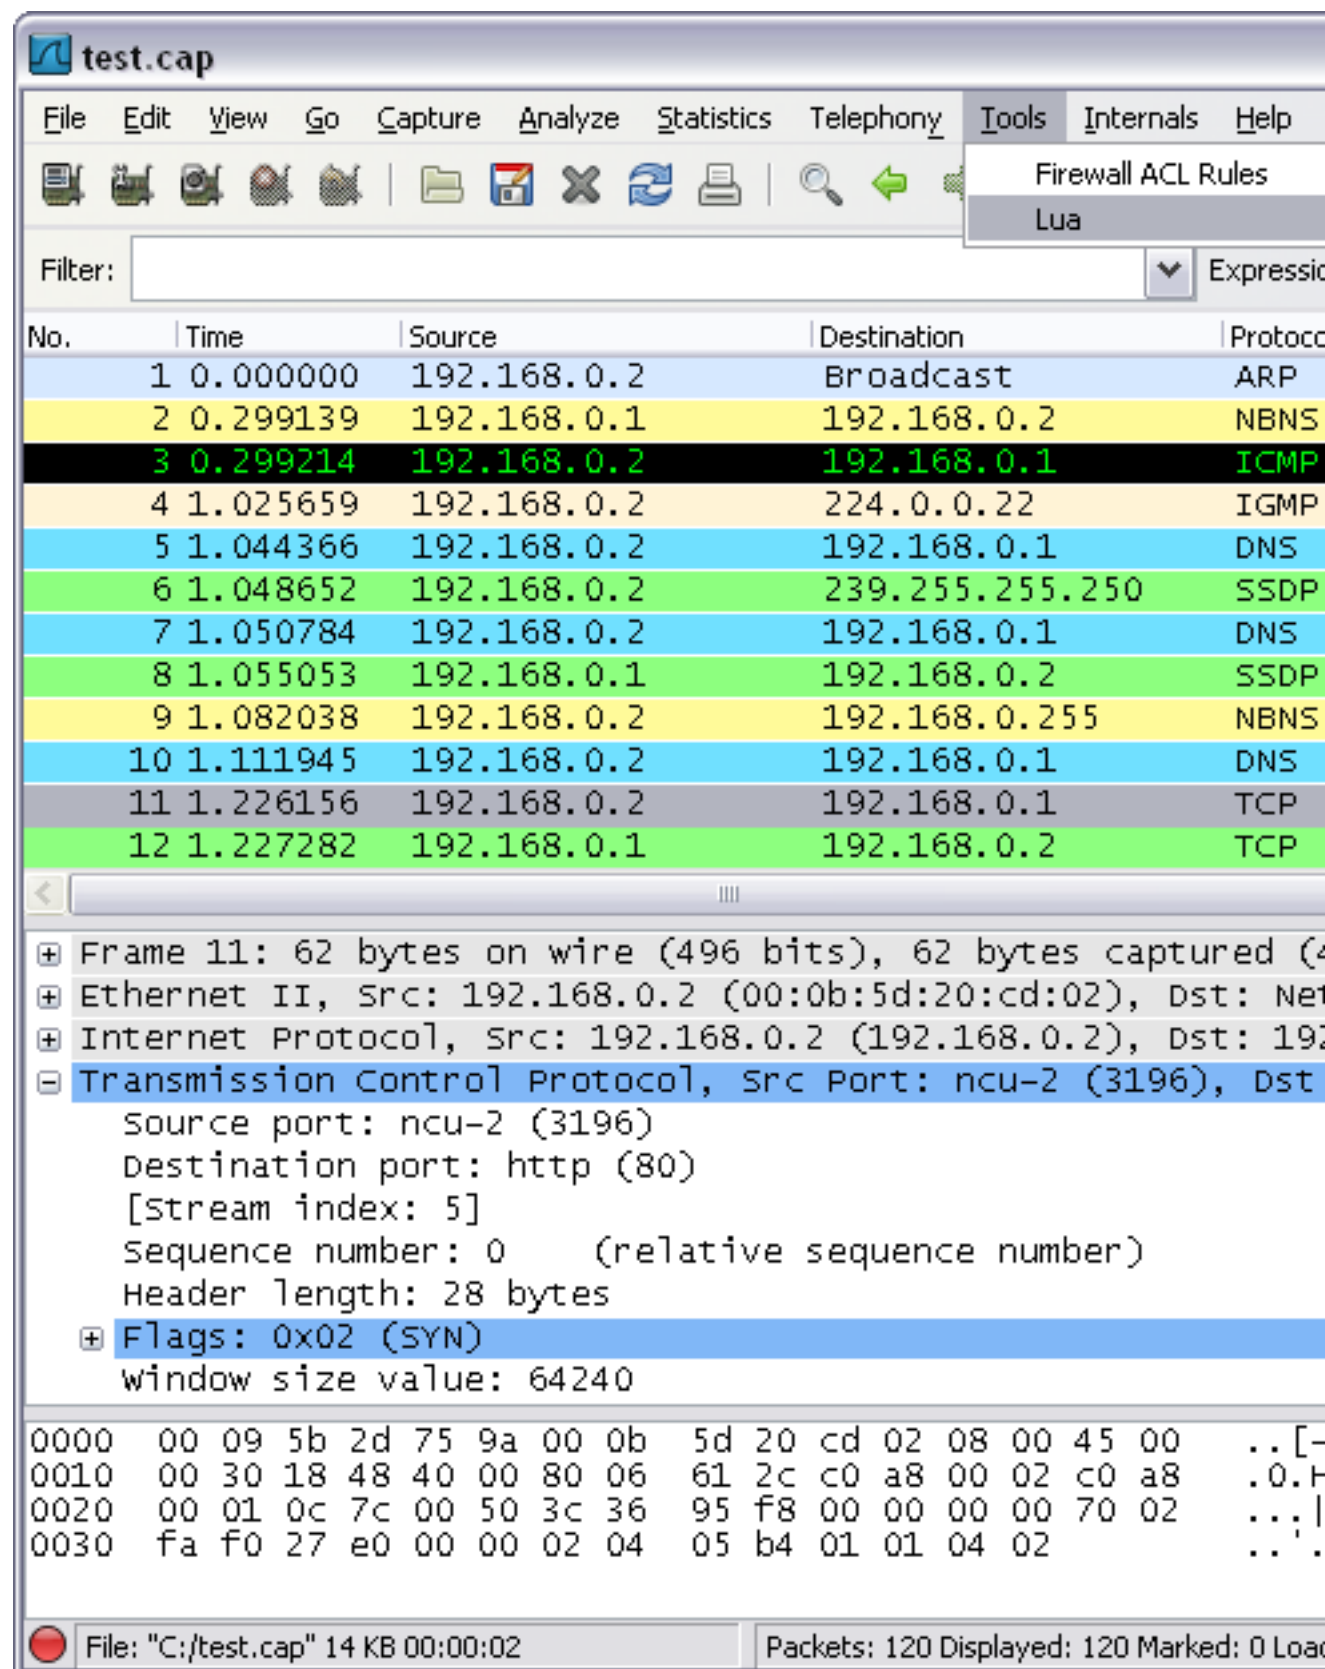 test.cap
File Edit View Go Capture Analyze Statistics Telephony Tools Internals Help
Firewall ACL Rules
Lua
Filter:
No. Time Source Destination
1 0.000000 192.168.0.2 Broadcast ARP
2 0.299139 192.168.0.1 192.168.0.2 NBNS
3 0.299214 192.168.0.2 192.168.0.1 ICMP
4 1.025659 192.168.0.2 224.0.0.22 IGMP
5 1.044366 192.168.0.2 192.168.0.1 DNS
6 1.048652 192.168.0.2 239.255.255.250 SSDP
7 1.050784 192.168.0.2 192.168.0.1 DNS
8 1.055053 192.168.0.1 192.168.0.2 SSDP
9 1.082038 192.168.0.2 192.168.0.255 NBNS
10 1.111945 192.168.0.2 192.168.0.1 DNS
11 1.226156 192.168.0.2 192.168.0.1 TCP
12 1.227282 192.168.0.1 192.168.0.2 TCP
Frame 11: 62 bytes on wire (496 bits), 62 bytes captured
Ethernet II, Src: 192.168.0.2 (00:0b:5d:20:cd:02), Dst:
Internet Protocol, Src: 192.168.0.2 (192.168.0.2), Dst:
Transmission Control Protocol, Src Port: ncu-2 (3196), Dst
Source port: ncu-2 (3196)
Destination port: http (80)
[Stream index: 5]
Sequence number: 0 (relative sequence number)
Header length: 28 bytes
Flags: 0x02 (SYN)
Window size value: 64240
0000 00 09 5b 2d 75 9a 00 0b 5d 20 cd 02 08 00 45 00 ..[-
0010 00 30 18 48 40 00 80 06 61 2c c0 a8 00 02 c0 a8 .0.H
0020 00 01 0c 7c 00 50 3c 36 95 f8 00 00 00 00 70 02 ...|
0030 fa f0 27 e0 00 00 02 04 05 b4 01 01 04 02 ..'.
File: "C:/test.cap" 14 KB 00:00:02
Packets: 120 Displayed: 120 Marked: 0